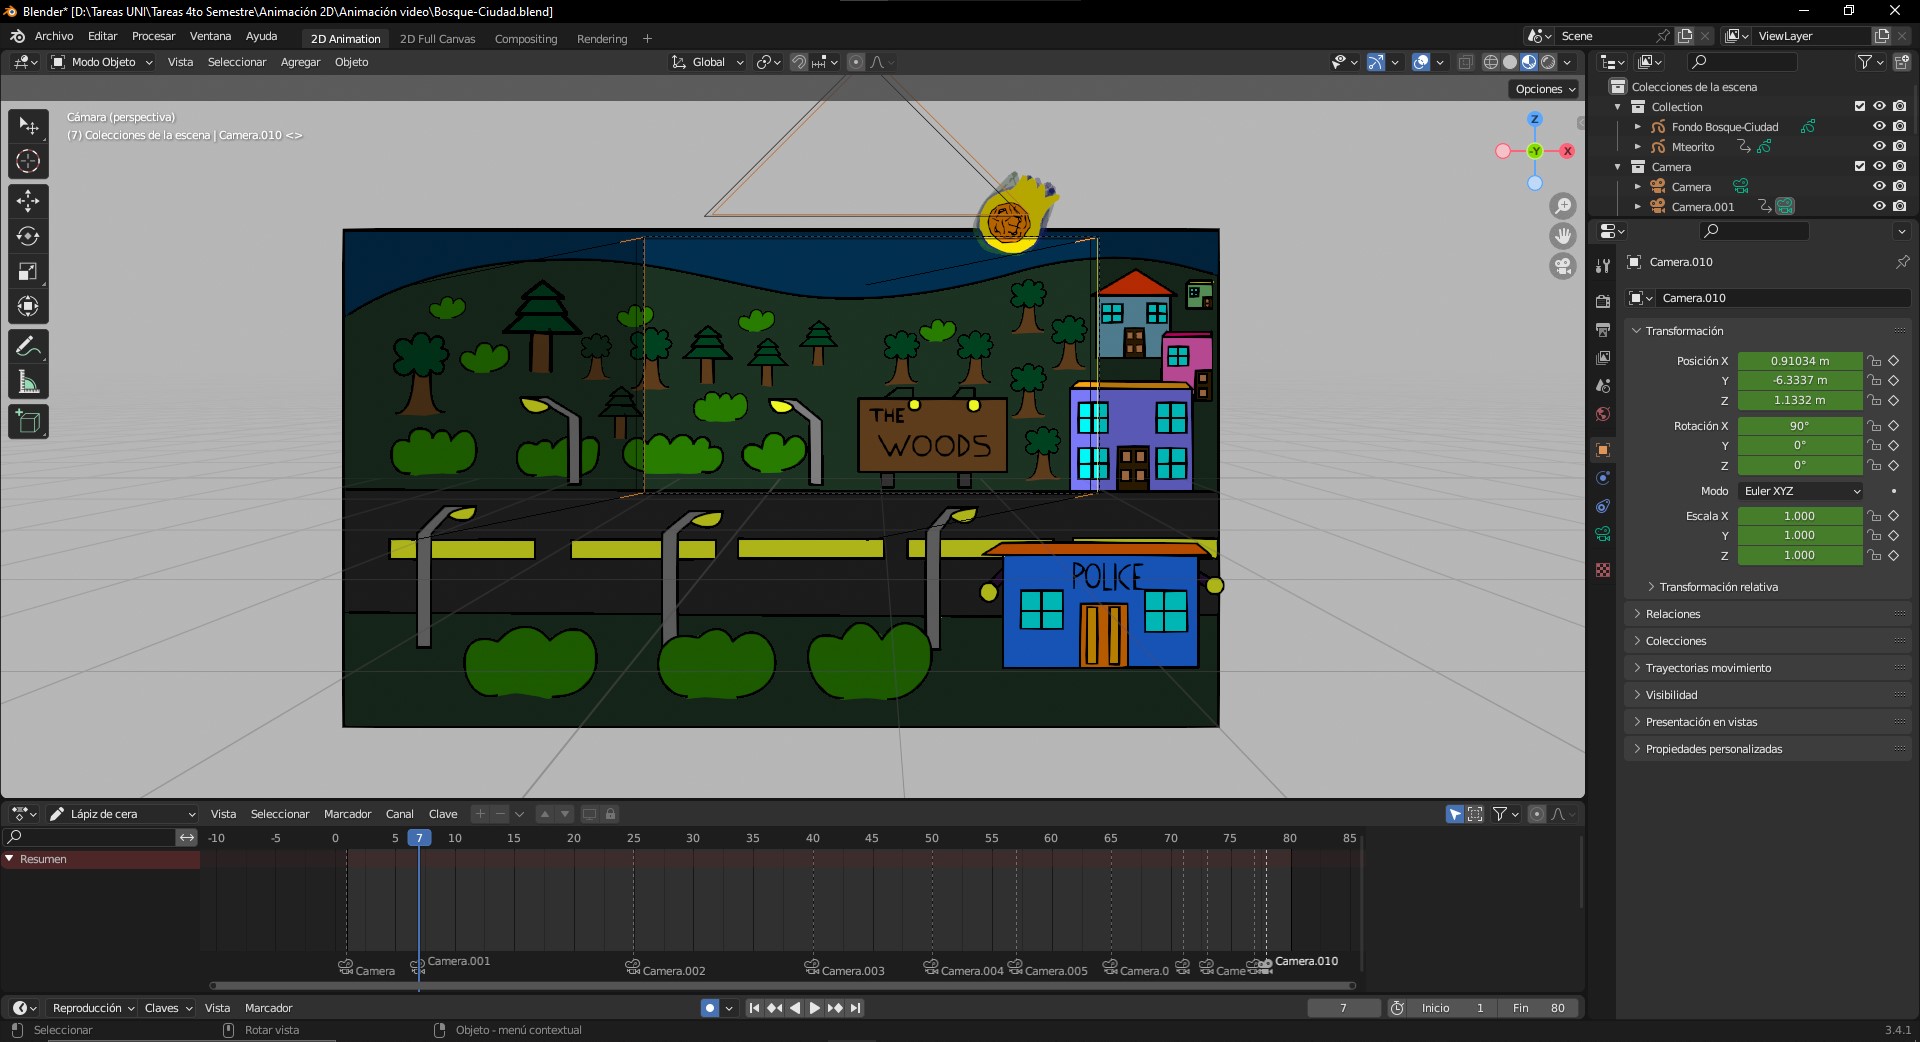 Blender* [D:\Tareas UNI\Tareas 4to Semestre\Animación 2D\Animación video\Bosque-Ciudad.blend]
Archivo Editar Procesar Ventana Ayuda 2D Animation 2D Full Canvas Compositing Rendering + Scene ViewLayer
Modo Objeto Vista Seleccionar Agregar Objeto Global
Opciones
Cámara (perspectiva)
(7) Colecciones de la escena | Camera.010 <>
Z
-Y
X
THE
WOODS
POLICE
Colecciones de la escena
Collection
Fondo Bosque-Ciudad
Mteorito
Camera
Camera
Camera.001
Camera.010
Camera.010
Transformación
Posición X 0.91034 m
Y -6.3337 m
Z 1.1332 m
Rotación X 90°
Y 0°
Z 0°
Modo Euler XYZ
Escala X 1.000
Y 1.000
Z 1.000
Transformación relativa
Relaciones
Colecciones
Trayectorias movimiento
Visibilidad
Presentación en vistas
Propiedades personalizadas
Lápiz de cera Vista Seleccionar Marcador Canal Clave
-10 -5 0 5 7 10 15 20 25 30 35 40 45 50 55 60 65 70 75 80 85
Resumen
Camera Camera.001 Camera.002 Camera.003 Camera.004 Camera.005 Camera.0 Came Camera.010
Reproducción Claves Vista Marcador 7 Inicio 1 Fin 80
Seleccionar Rotar vista Objeto - menú contextual 3.4.1